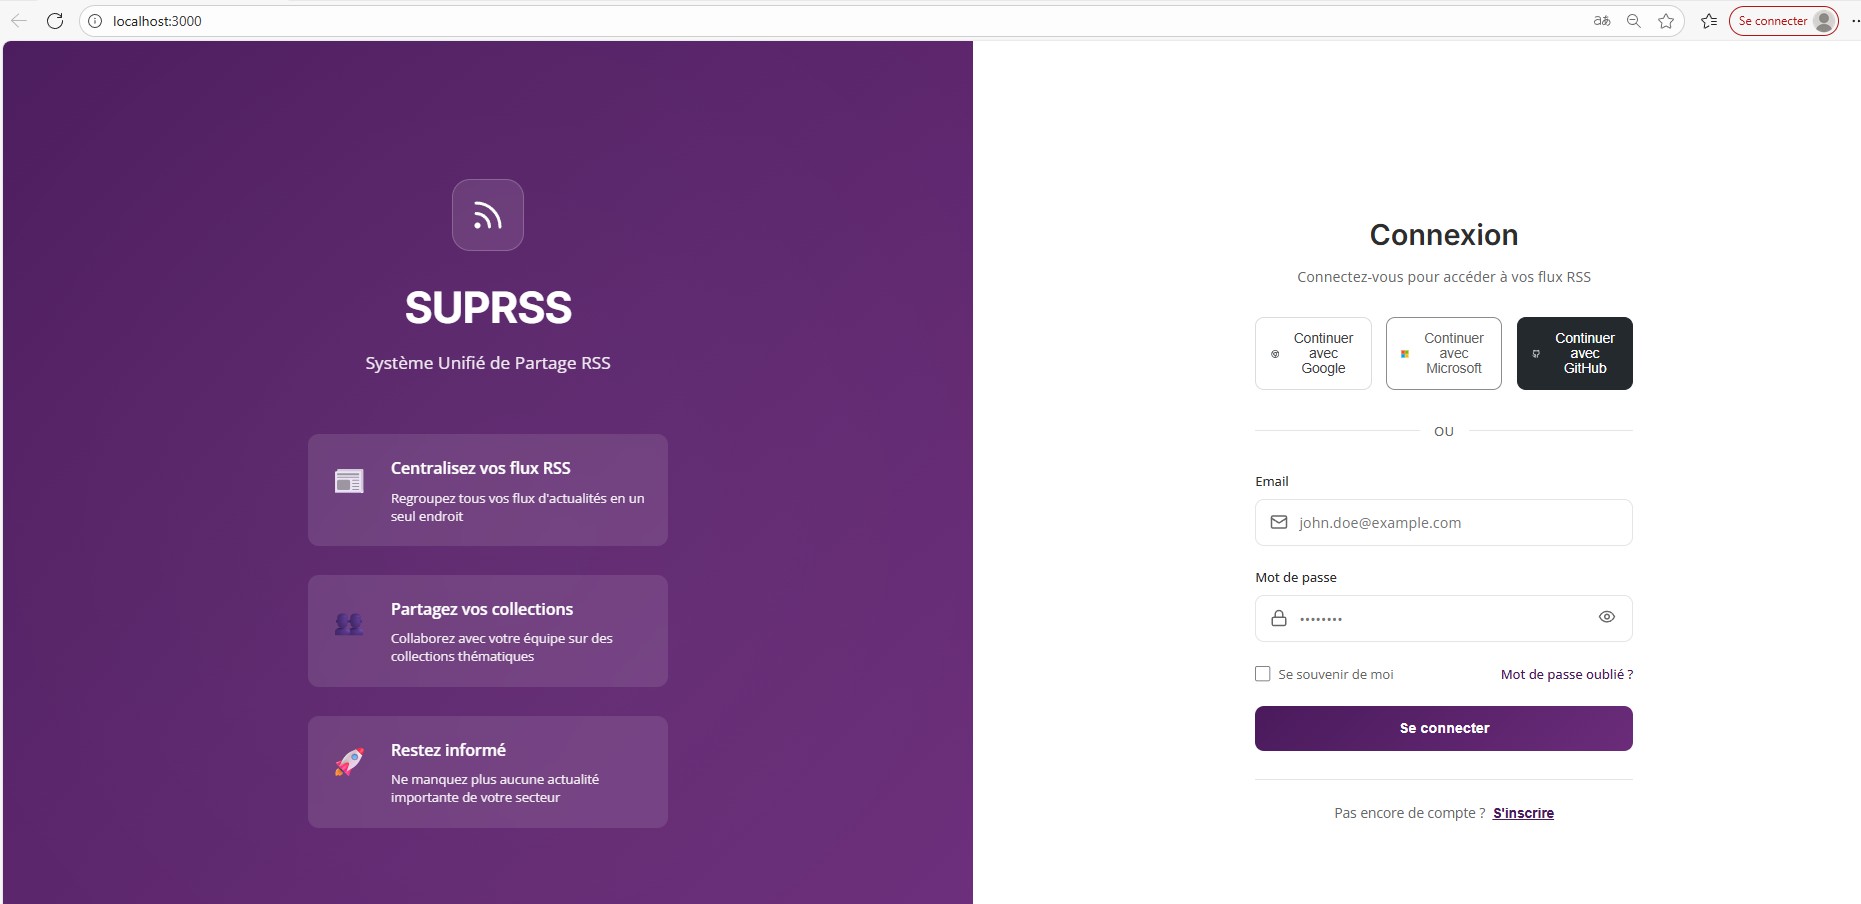 localhost:3000
Se connecter
SUPRSS
Système Unifié de Partage RSS
Centralisez vos flux RSS
Regroupez tous vos flux d'actualités en un
seul endroit
Partagez vos collections
Collaborez avec votre équipe sur des
collections thématiques
Restez informé
Ne manquez plus aucune actualité
importante de votre secteur
Connexion
Connectez-vous pour accéder à vos flux RSS
Continuer
avec
Google
Continuer
avec
Microsoft
Continuer
avec
GitHub
OU
Email
john.doe@example.com
Mot de passe
••••••••
Se souvenir de moi
Mot de passe oublié ?
Se connecter
Pas encore de compte ? S'inscrire